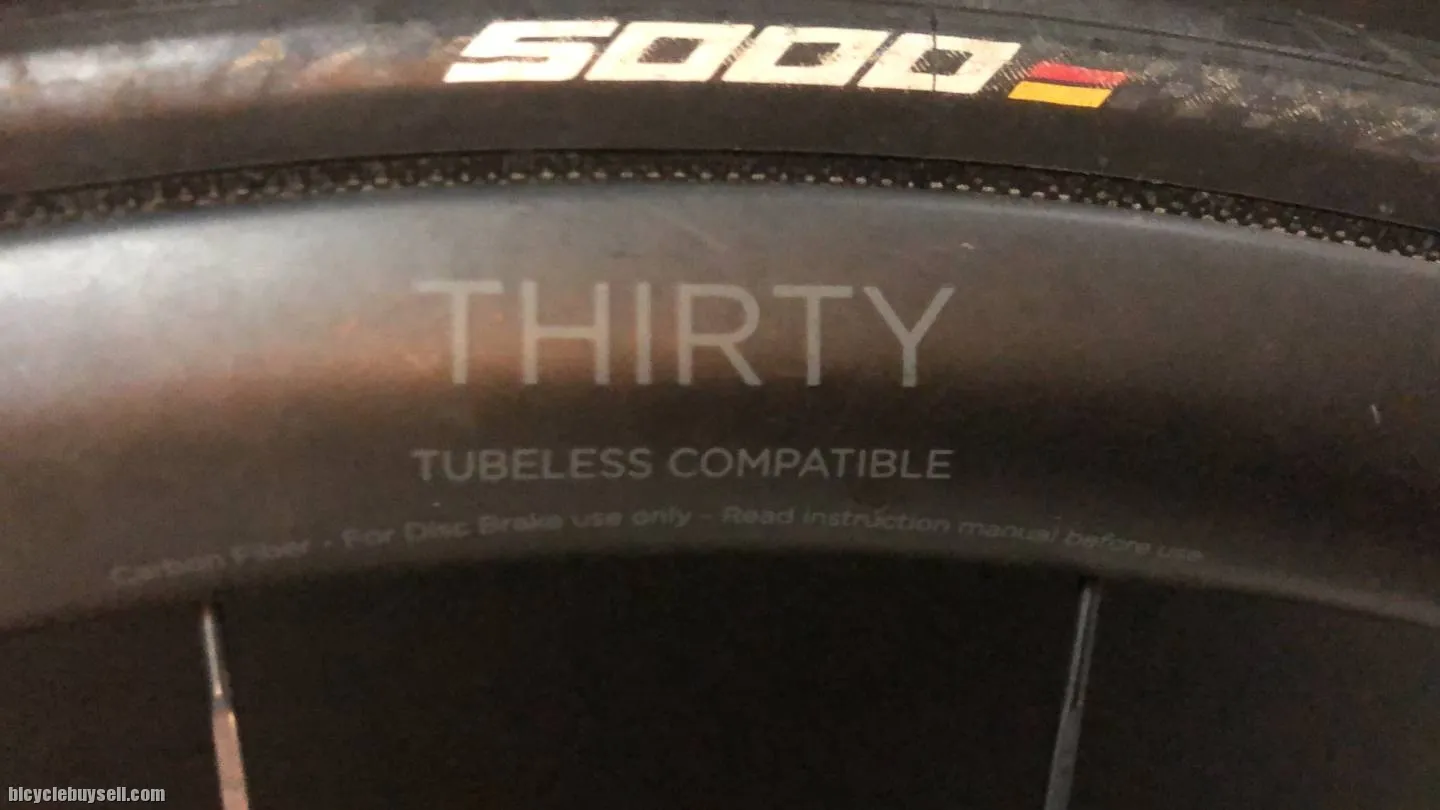 5000
THIRTY
TUBELESS COMPATIBLE
Carbon Fiber - For Disc Brake use only - Read instruction manual before use
bicyclebuysell.com